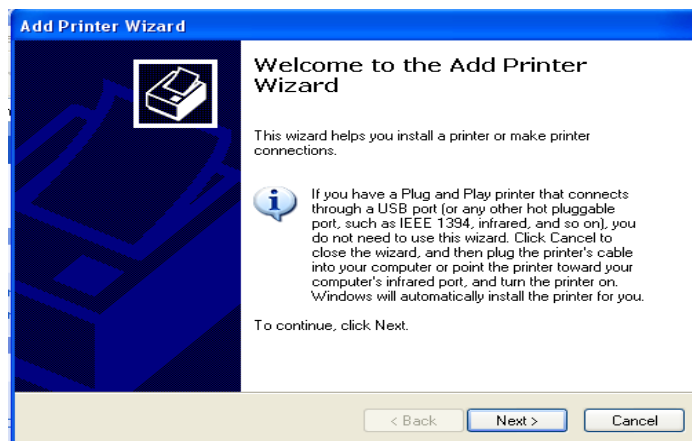 Add Printer Wizard
Welcome to the Add Printer
Wizard
This wizard helps you install a printer or make printer
connections.
If you have a Plug and Play printer that connects
through a USB port (or any other hot pluggable
port, such as IEEE 1394, infrared, and so on), you
do not need to use this wizard. Click Cancel to
close the wizard, and then plug the printer's cable
into your computer or point the printer toward your
computer's infrared port, and turn the printer on.
Windows will automatically install the printer for you.
To continue, click Next.
< Back
Next >
Cancel